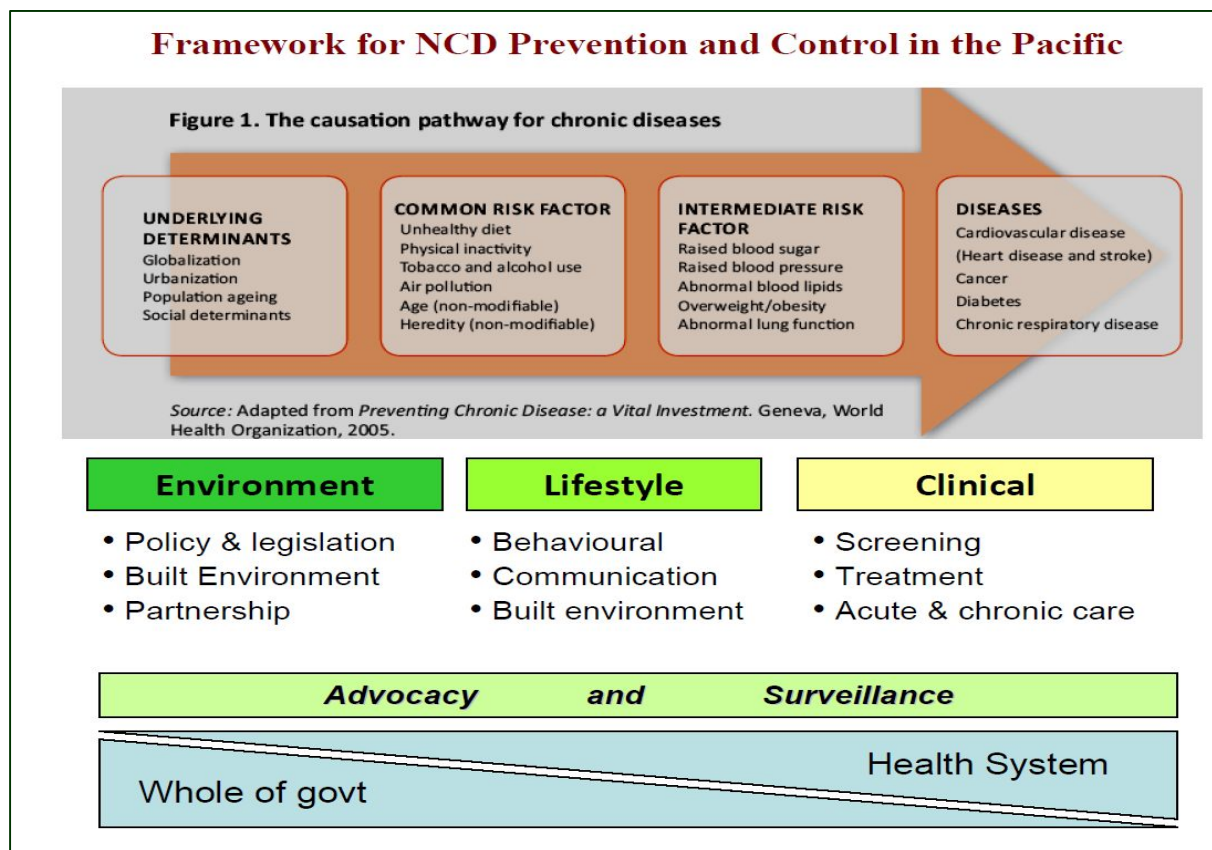 Framework for NCD Prevention and Control in the Pacific
Figure 1. The causation pathway for chronic diseases
UNDERLYING
DETERMINANTS
Globalization
Urbanization
Population ageing
Social determinants
COMMON RISK FACTOR
Unhealthy diet
Physical inactivity
Tobacco and alcohol use
Air pollution
Age (non-modifiable)
Heredity (non-modifiable)
INTERMEDIATE RISK
FACTOR
Raised blood sugar
Raised blood pressure
Abnormal blood lipids
Overweight/obesity
Abnormal lung function
DISEASES
Cardiovascular disease
(Heart disease and stroke)
Cancer
Diabetes
Chronic respiratory disease
Source: Adapted from Preventing Chronic Disease: a Vital Investment. Geneva, World
Health Organization, 2005.
Environment
• Policy & legislation
• Built Environment
• Partnership
Lifestyle
• Behavioural
• Communication
• Built environment
Clinical
• Screening
• Treatment
• Acute & chronic care
Advocacy and Surveillance
Whole of govt
Health System